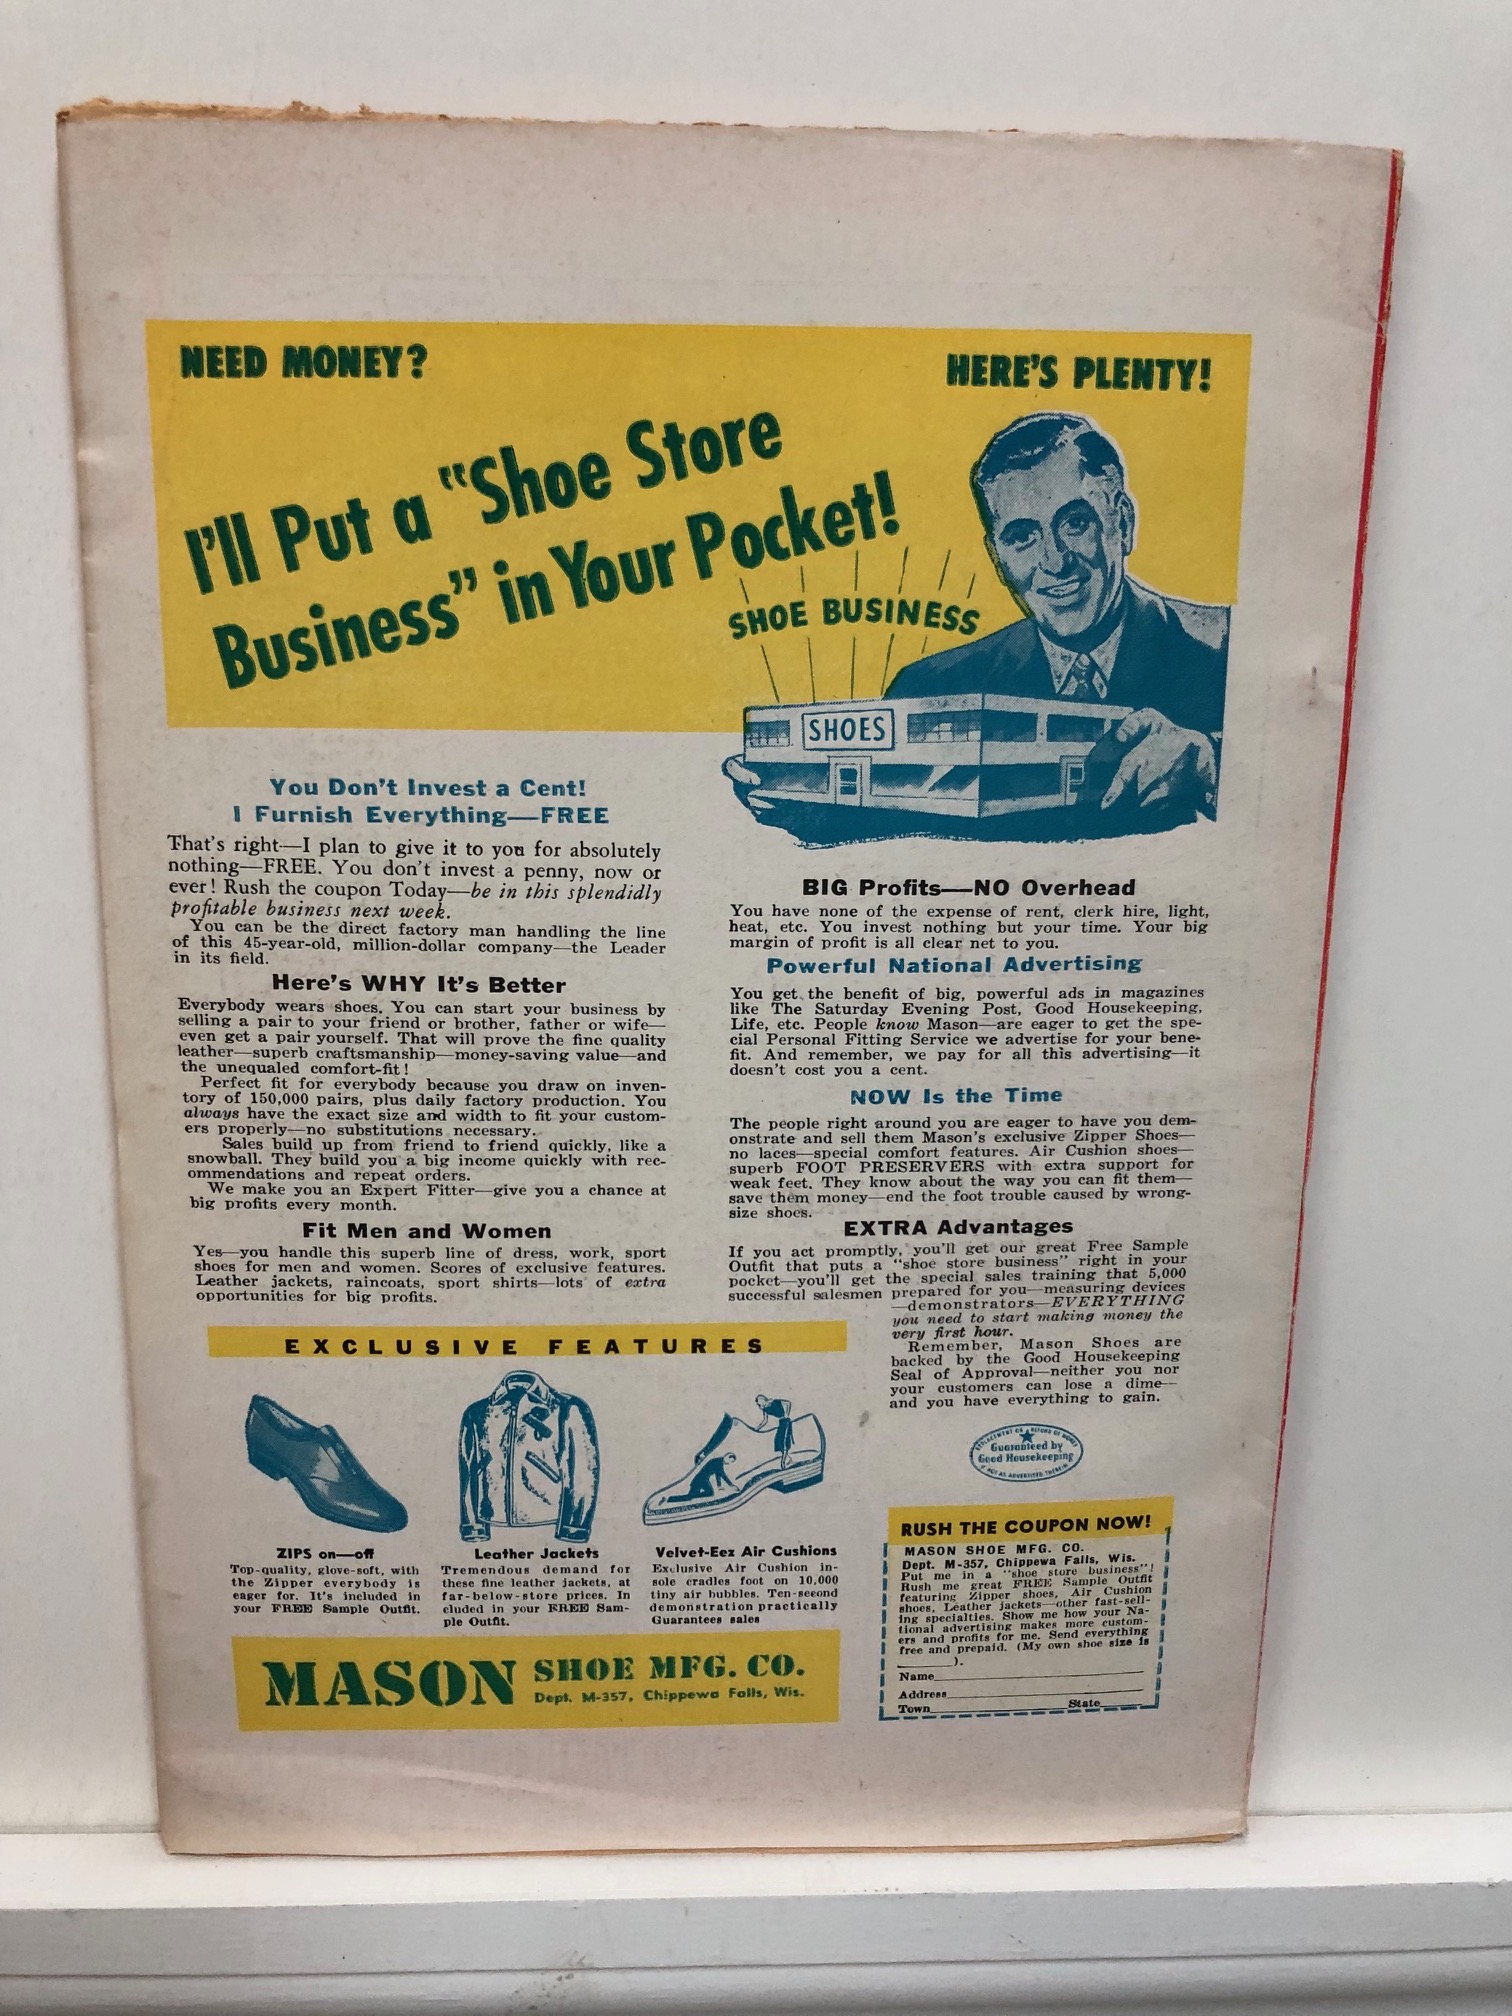 NEED MONEY?
HERE'S PLENTY!
I'll Put a "Shoe Store
Business" in Your Pocket!
SHOE BUSINESS
SHOES
You Don't Invest a Cent!
I Furnish Everything—FREE
That's right—I plan to give it to you for absolutely
nothing—FREE. You don't invest a penny, now or
ever! Rush the coupon Today—be in this splendidly
profitable business next week.
You can be the direct factory man handling the line
of this 45-year-old, million-dollar company—the Leader
in its field.
Here's WHY It's Better
Everybody wears shoes. You can start your business by
selling a pair to your friend or brother, father or wife—
even get a pair yourself. That will prove the fine quality
leather—superb craftsmanship—money-saving value—and
the unequaled comfort-fit!
Perfect fit for everybody because you draw on inven-
tory of 150,000 pairs, plus daily factory production. You
always have the exact size and width to fit your custom-
ers properly—no substitutions necessary.
Sales build up from friend to friend quickly, like a
snowball. They build you a big income quickly with rec-
ommendations and repeat orders.
We make you an Expert Fitter—give you a chance at
big profits every month.
Fit Men and Women
Yes—you handle this superb line of dress, work, sport
shoes for men and women. Scores of exclusive features.
Leather jackets, raincoats, sport shirts—lots of extra
opportunities for big profits.
BIG Profits—NO Overhead
You have none of the expense of rent, clerk hire, light,
heat, etc. You invest nothing but your time. Your big
margin of profit is all clear net to you.
Powerful National Advertising
You get the benefit of big, powerful ads in magazines
like The Saturday Evening Post, Good Housekeeping,
Life, etc. People know Mason—are eager to get the spe-
cial Personal Fitting Service we advertise for your bene-
fit. And remember, we pay for all this advertising—it
doesn't cost you a cent.
NOW Is the Time
The people right around you are eager to have you dem-
onstrate and sell them Mason's exclusive Zipper Shoes—
no laces—special comfort features. Air Cushion shoes—
superb FOOT PRESERVERS with extra support for
weak feet. They know about the way you can fit them—
save them money—end the foot trouble caused by wrong-
size shoes.
EXTRA Advantages
If you act promptly, you'll get our great Free Sample
Outfit that puts a "shoe store business" right in your
pocket—you'll get the special sales training that 5,000
successful salesmen prepared for you—measuring devices
—demonstrators—EVERYTHING
you need to start making money the
very first hour.
Remember, Mason Shoes are
backed by the Good Housekeeping
Seal of Approval—neither you nor
your customers can lose a dime—
and you have everything to gain.
EXCLUSIVE FEATURES
ZIPS on—off
Top-quality, glove-soft, with
the Zipper everybody is
eager for. It's included in
your FREE Sample Outfit.
Leather Jackets
Tremendous demand for
these fine leather jackets, at
far-below-store prices. In
cluded in your FREE Sam-
ple Outfit.
Velvet-Eez Air Cushions
Exclusive Air Cushion in-
sole cradles foot on 10,000
tiny air bubbles. Ten-second
demonstration practically
Guarantees sales
REPLACEMENT OR REFUND OF MONEY
Guaranteed by
Good Housekeeping
IF NOT AS ADVERTISED THEREIN
MASON SHOE MFG. CO.
Dept. M-357, Chippewa Falls, Wis.
RUSH THE COUPON NOW!
MASON SHOE MFG. CO.
Dept. M-357, Chippewa Falls, Wis.
Put me in a "shoe store business"!
Rush me great FREE Sample Outfit
featuring Zipper shoes, Air Cushion
shoes, Leather jackets—other fast-sell-
ing specialties. Show me how your Na-
tional advertising makes more custom-
ers and profits for me. Send everything
free and prepaid. (My own shoe size is
______).
Name
Address
Town State